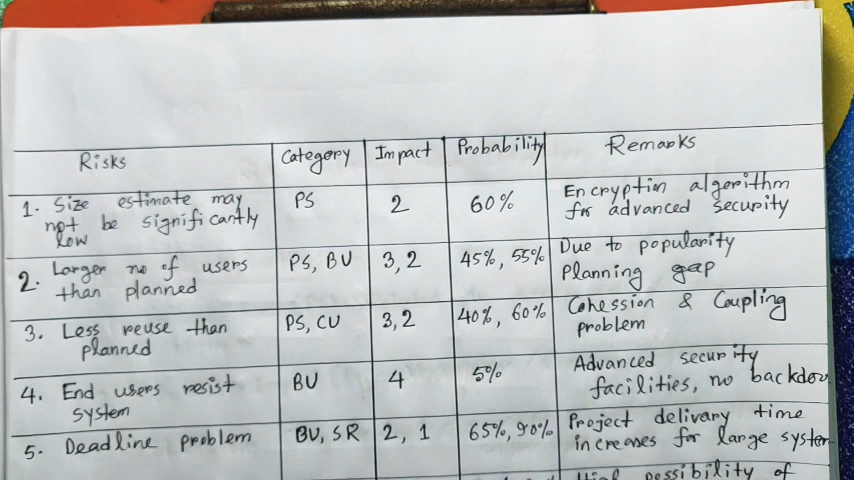 Risks Category Impact Probability Remarks
1. Size estimate may PS 2 60% Encryption algorithm
not be significantly for advanced security
low
2. Larger no of users PS, BU 3,2 45%, 55% Due to popularity
than planned Planning gap
3. Less reuse than PS, CU 3,2 40%, 60% Cohession & Coupling
planned problem
4. End users resist BU 4 5% Advanced security
system facilities, no backdoor
5. Deadline problem BU, SR 2, 1 65%, 90% Project delivary time
increases for large system
High possibility of